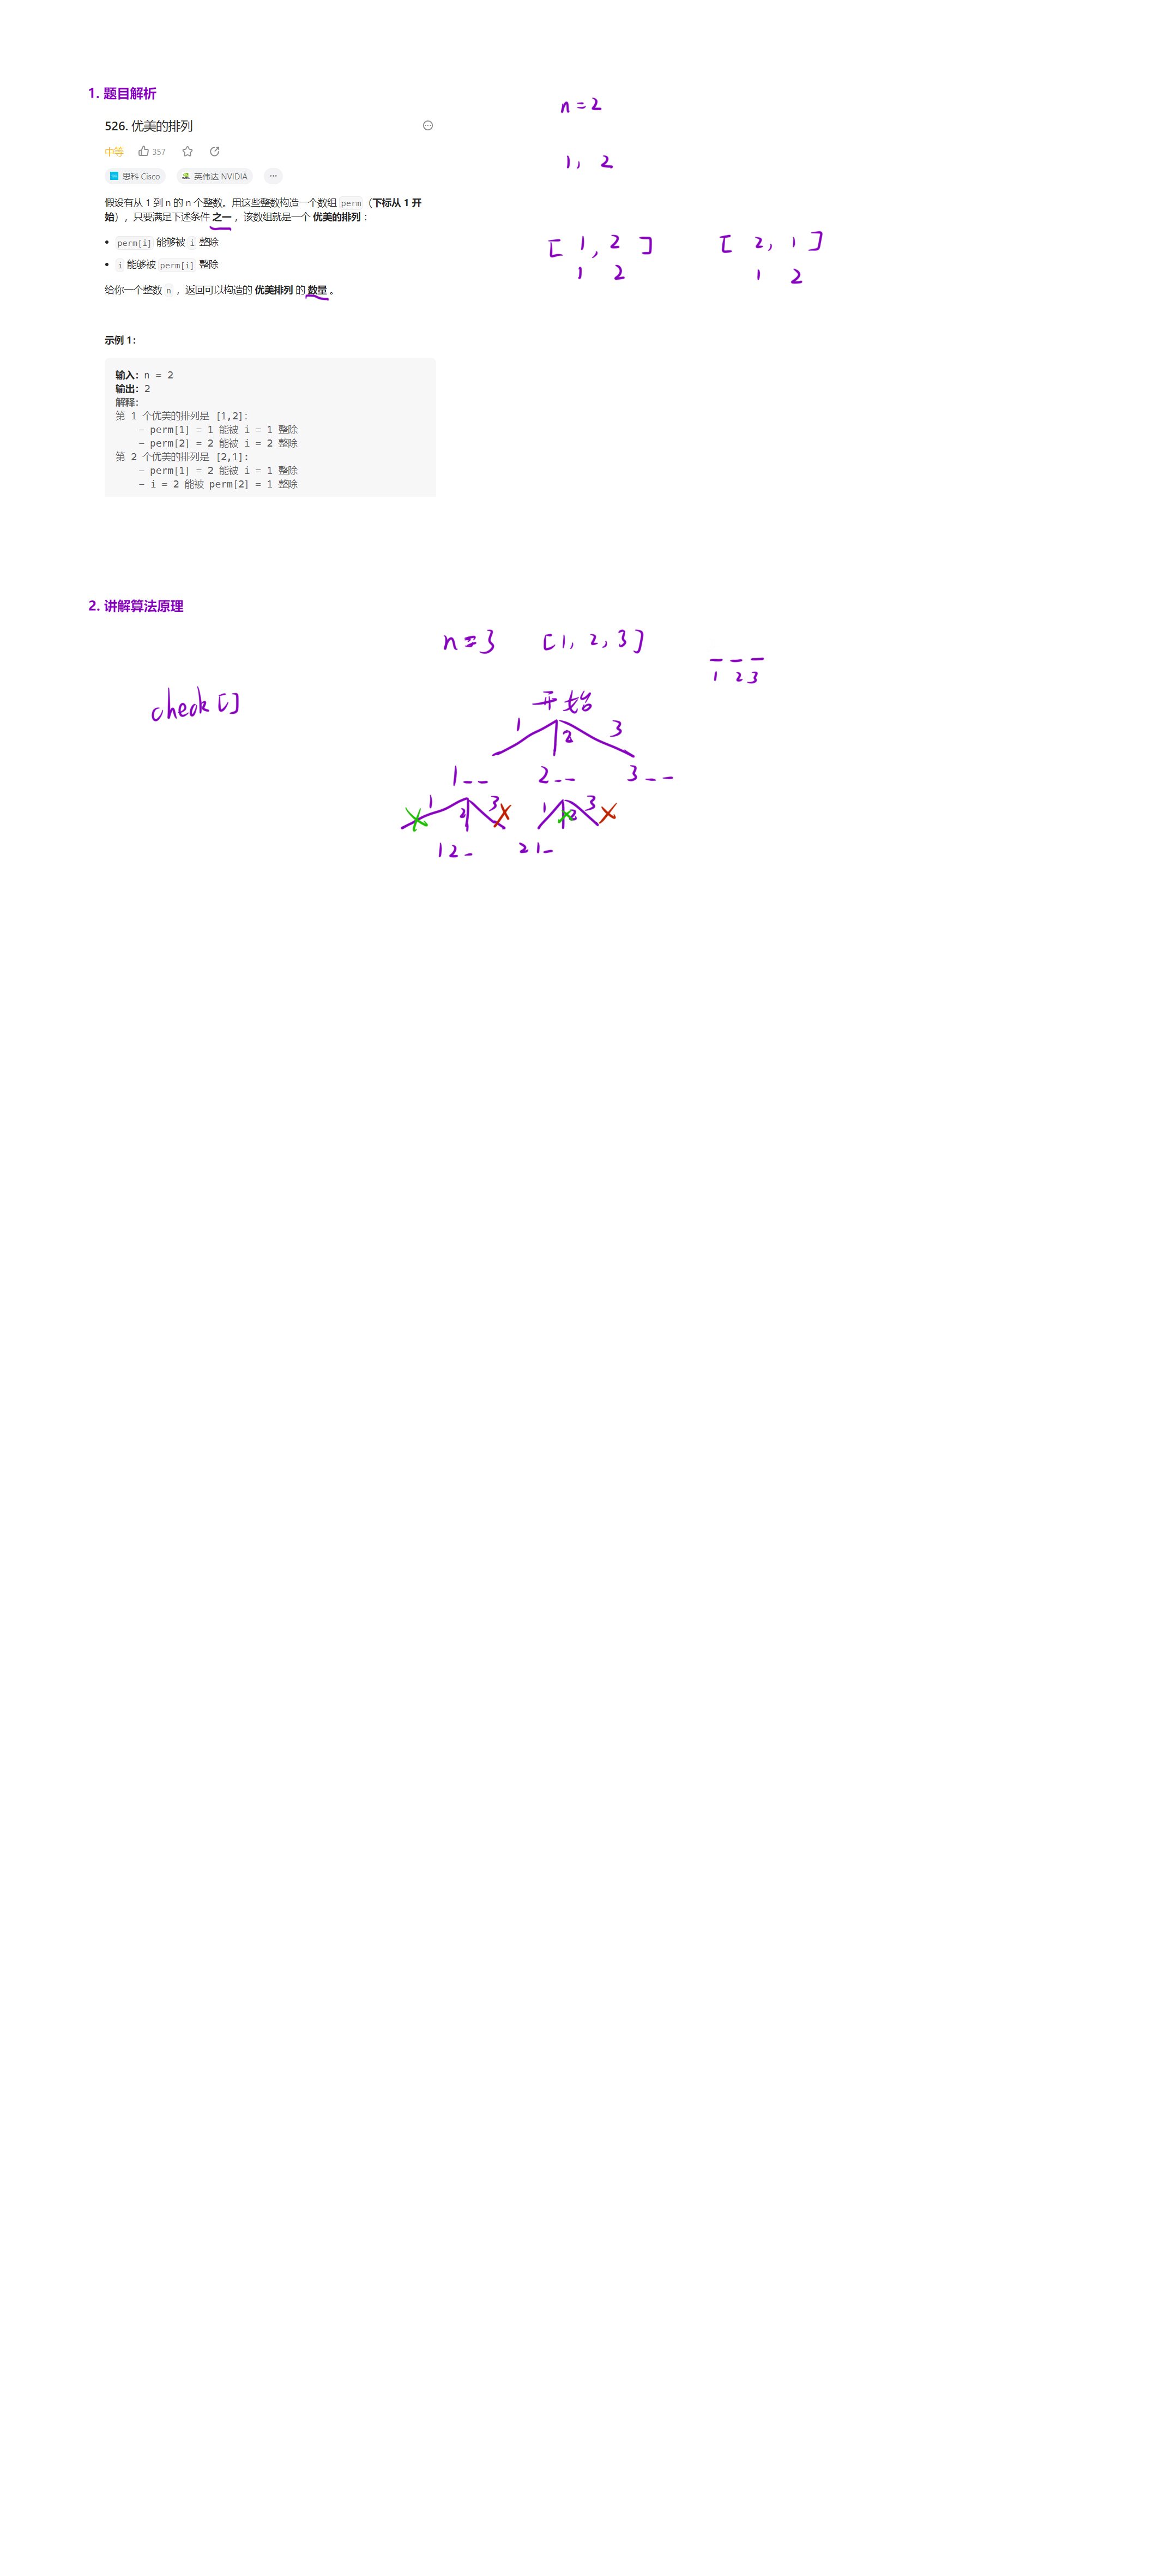 1. 题目解析
526. 优美的排列
中等 357
思科 Cisco 英伟达 NVIDIA ...
假设有从 1 到 n 的 n 个整数。用这些整数构造一个数组 perm（下标从 1 开
始），只要满足下述条件 之一 ，该数组就是一个 优美的排列 ：
• perm[i] 能够被 i 整除
• i 能够被 perm[i] 整除
给你一个整数 n ，返回可以构造的 优美排列 的 数量 。
示例 1：
输入：n = 2
输出：2
解释：
第 1 个优美的排列是 [1,2]：
- perm[1] = 1 能被 i = 1 整除
- perm[2] = 2 能被 i = 2 整除
第 2 个优美的排列是 [2,1]:
- perm[1] = 2 能被 i = 1 整除
- i = 2 能被 perm[2] = 1 整除
n = 2
1, 2
[ 1, 2 ] [ 2, 1 ]
1 2 1 2
2. 讲解算法原理
n = 3 [1, 2, 3]
_ _ _
1 2 3
check []
开始
1 2 3
1 _ _ 2 _ _ 3 _ _
1 2 3 1 2 3
1 2 _ 2 1 _